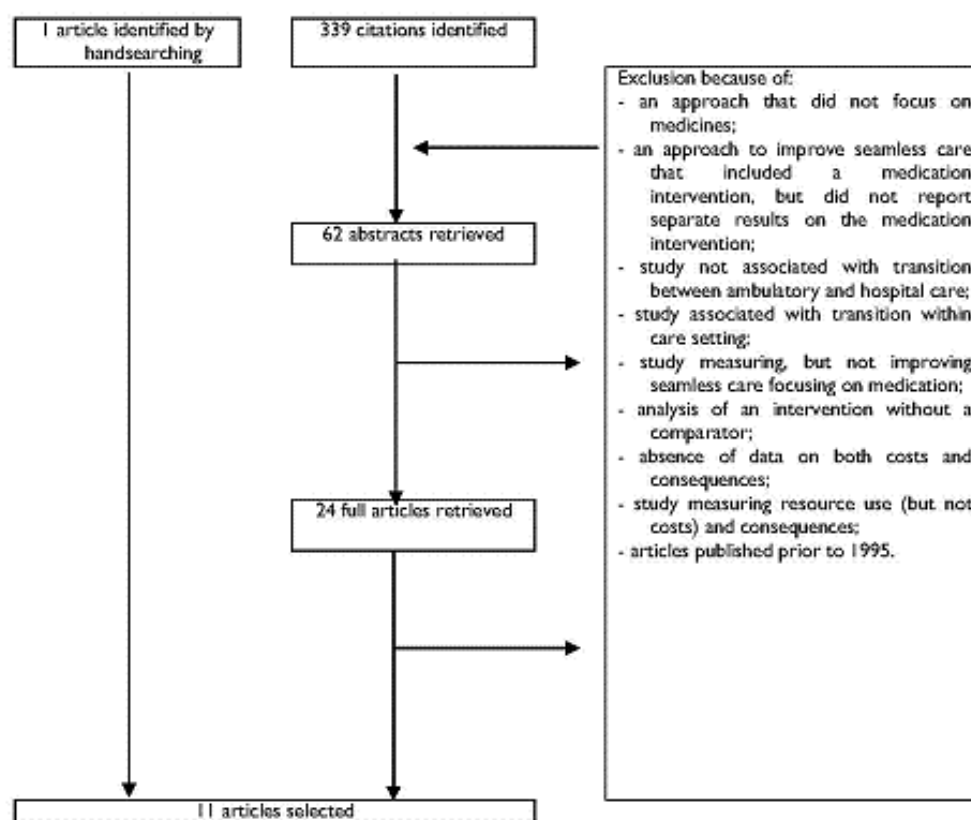 1 article identified by
handsearching
339 citations identified
62 abstracts retrieved
24 full articles retrieved
11 articles selected
Exclusion because of:
- an approach that did not focus on
medicines;
- an approach to improve seamless care
that included a medication
intervention, but did not report
separate results on the medication
intervention;
- study not associated with transition
between ambulatory and hospital care;
- study associated with transition within
care setting;
- study measuring, but not improving
seamless care focusing on medication;
- analysis of an intervention without a
comparator;
- absence of data on both costs and
consequences;
- study measuring resource use (but not
costs) and consequences;
- articles published prior to 1995.